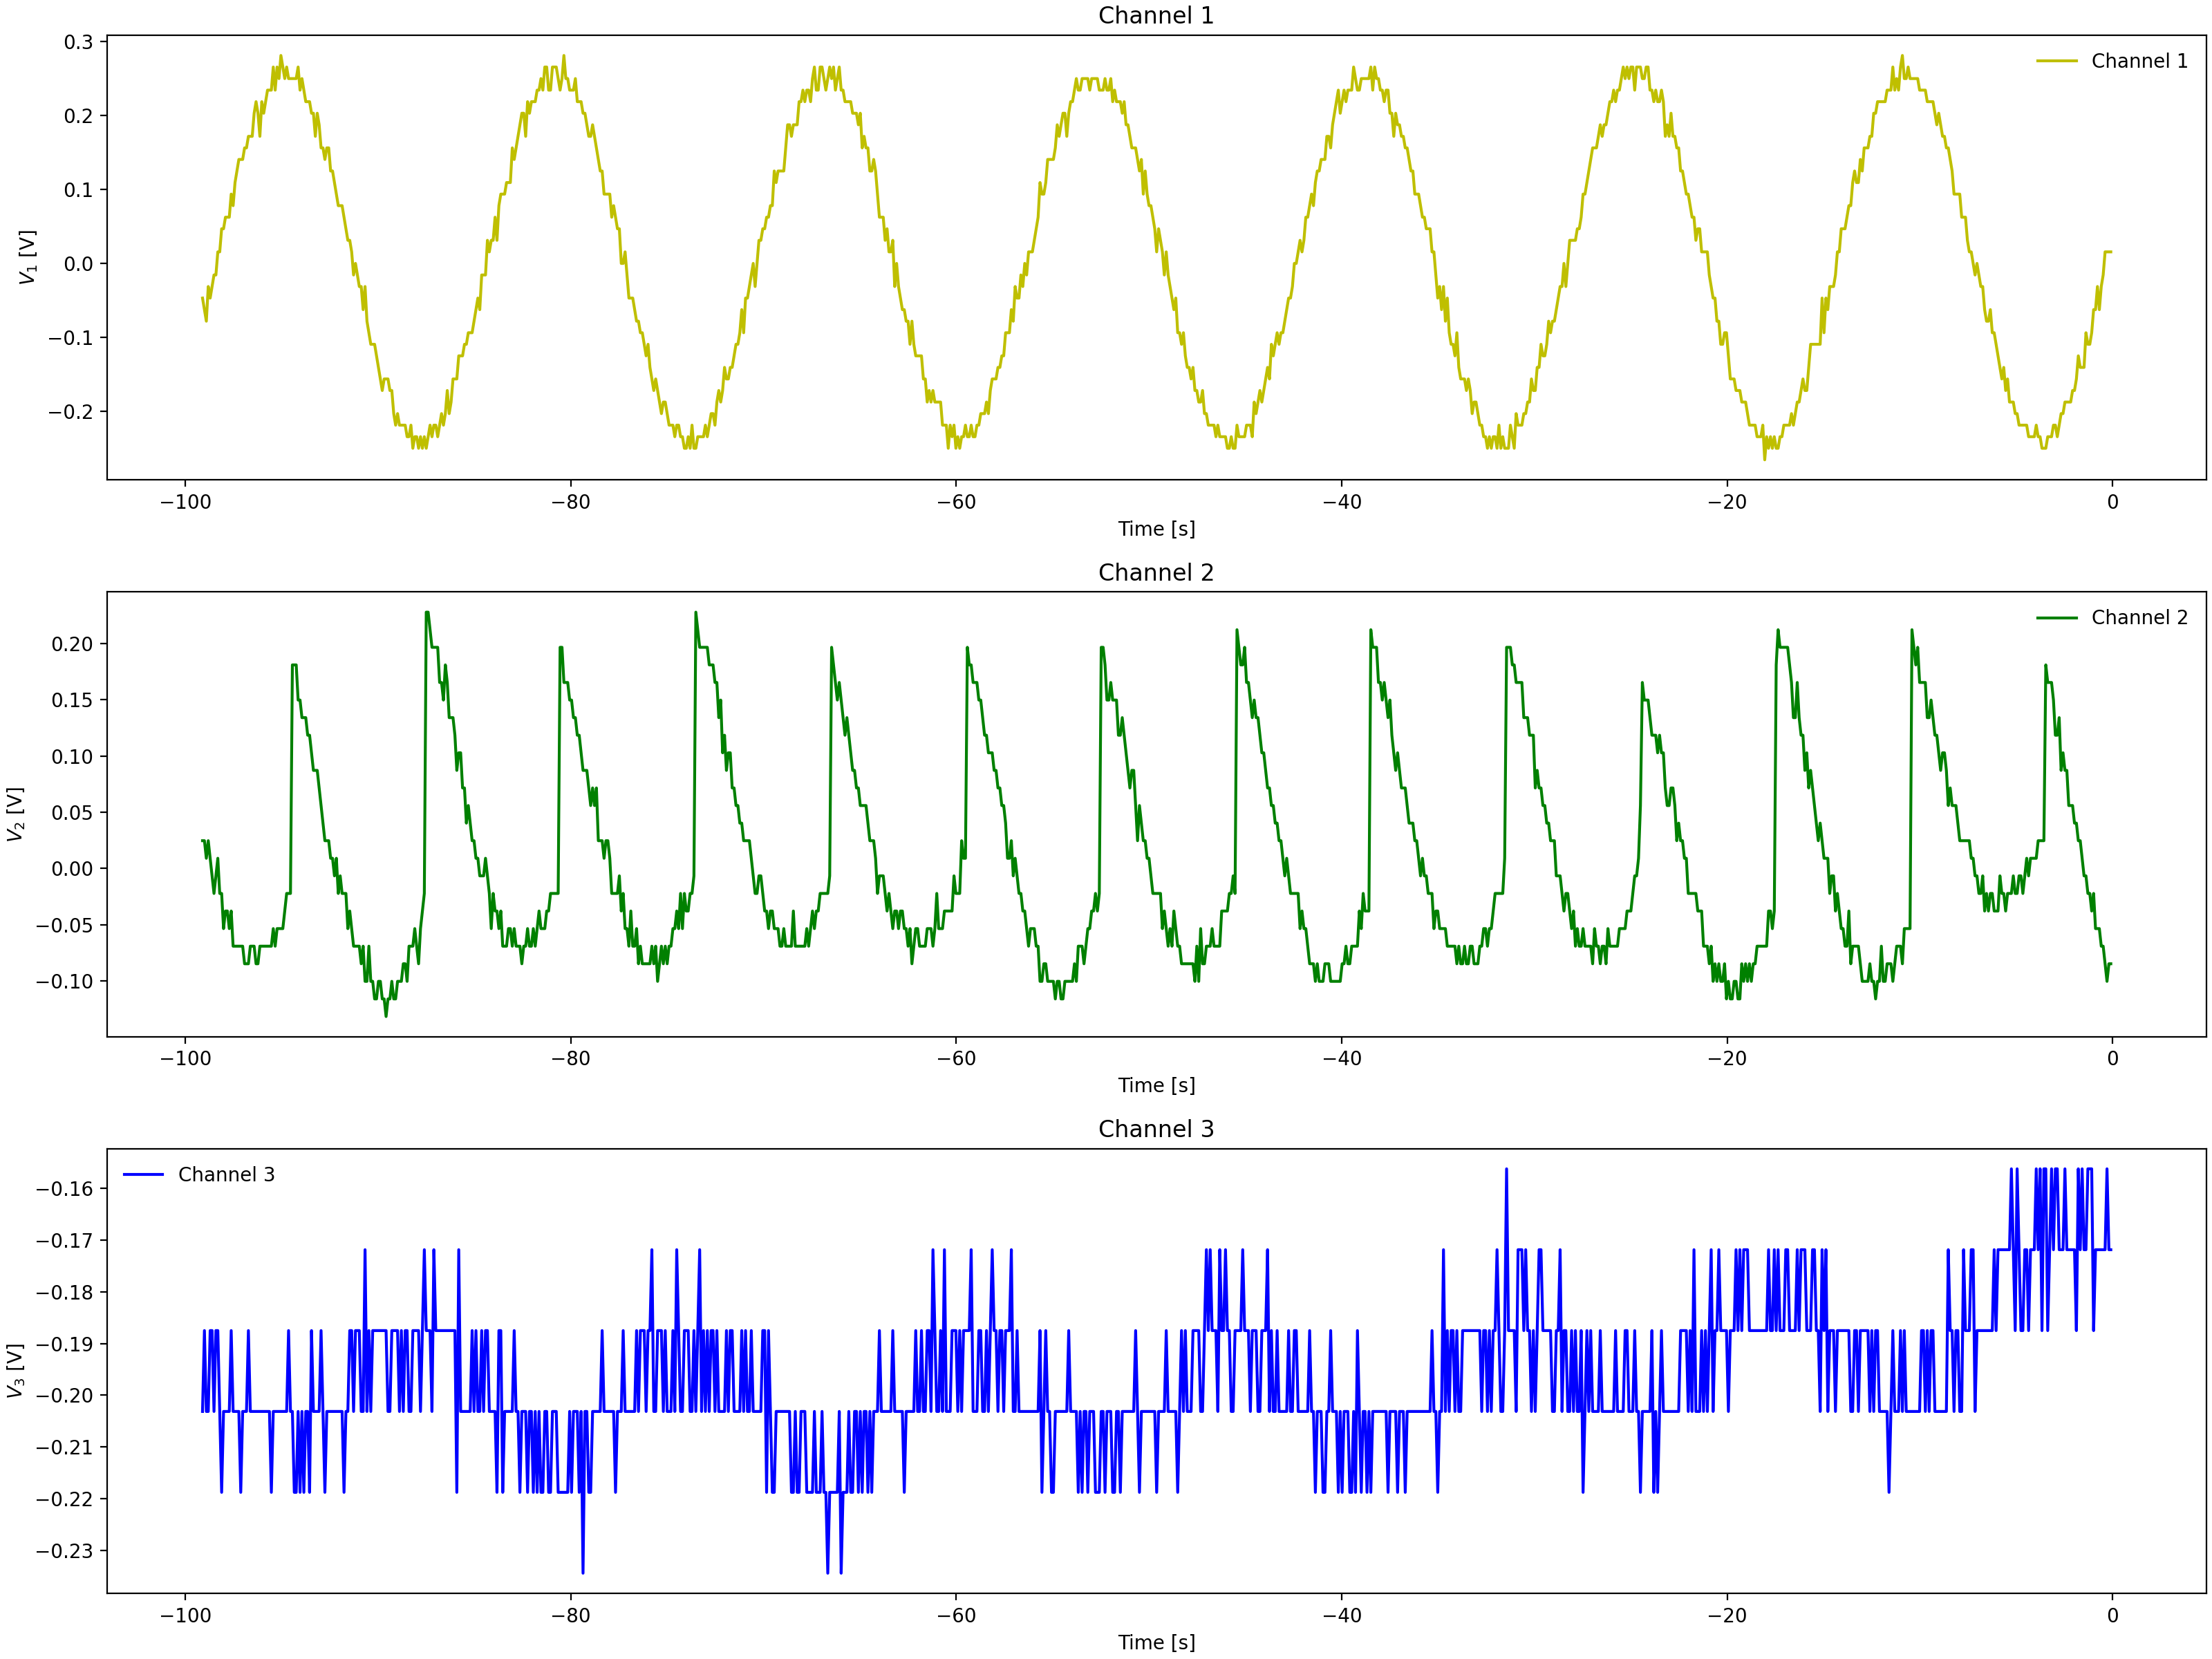 Channel 1
0.3
0.2
0.1
0.0
−0.1
−0.2
V₁ [V]
Channel 1
−100 −80 −60 −40 −20 0
Time [s]
Channel 2
0.20
0.15
0.10
0.05
0.00
−0.05
−0.10
V₂ [V]
Channel 2
−100 −80 −60 −40 −20 0
Time [s]
Channel 3
−0.16
−0.17
−0.18
−0.19
−0.20
−0.21
−0.22
−0.23
V₃ [V]
Channel 3
−100 −80 −60 −40 −20 0
Time [s]